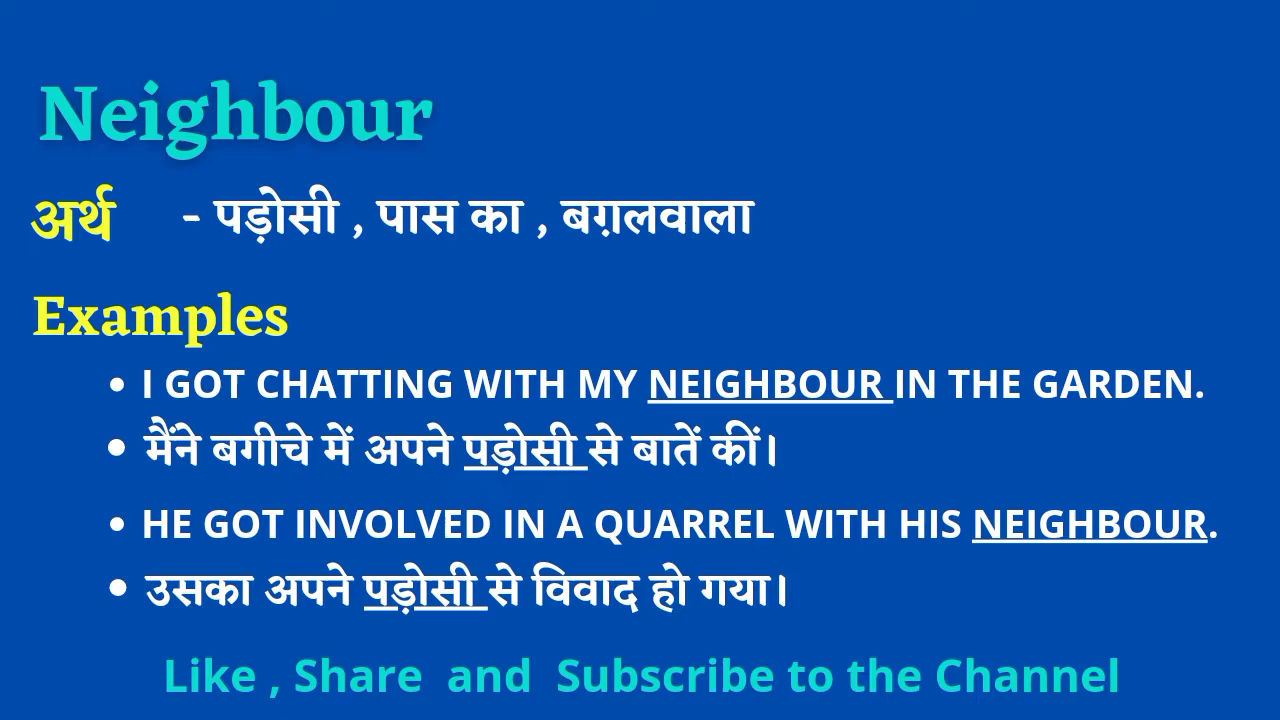 Neighbour
अर्थ - पड़ोसी , पास का , बग़लवाला
Examples
• I GOT CHATTING WITH MY NEIGHBOUR IN THE GARDEN.
• मैंने बगीचे में अपने पड़ोसी से बातें कीं।
• HE GOT INVOLVED IN A QUARREL WITH HIS NEIGHBOUR.
• उसका अपने पड़ोसी से विवाद हो गया।
Like , Share and Subscribe to the Channel